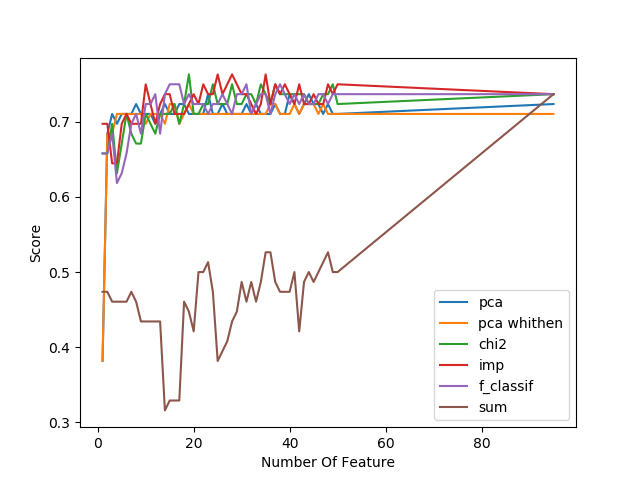 0.7
0.6
0.5
0.4
0.3
Score
0
20
40
60
80
Number Of Feature
pca
pca whithen
chi2
imp
f_classif
sum